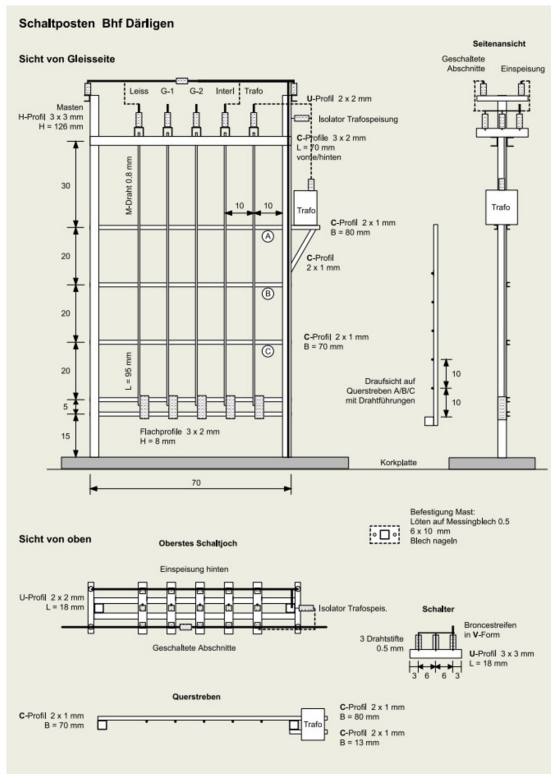 Schaltposten Bhf Därligen
Sicht von Gleisseite
Seitenansicht
Geschaltete
Abschnitte
Einspeisung
Leiss G-1 G-2 Interl Trafo
Masten
H-Profil 3 x 3 mm
H = 126 mm
U-Profil 2 x 2 mm
Isolator Trafospeisung
C-Profile 3 x 2 mm
L = 70 mm
vorne/hinten
M-Draht 0.8 mm
30
10 10
Trafo
Trafo
C-Profil 2 x 1 mm
B = 80 mm
A
C-Profil
2 x 1 mm
20
B
20
C
C-Profil 2 x 1 mm
B = 70 mm
L = 95 mm
20
10
10
Draufsicht auf
Querstreben A/B/C
mit Drahtführungen
5
15
Flachprofile 3 x 2 mm
H = 8 mm
Korkplatte
70
Befestigung Mast:
Löten auf Messingblech 0.5
6 x 10 mm
Blech nageln
Sicht von oben
Oberstes Schaltjoch
Einspeisung hinten
U-Profil 2 x 2 mm
L = 18 mm
Isolator Trafospeis.
Geschaltete Abschnitte
Schalter
3 Drahtstifte
0.5 mm
Broncestreifen
in V-Form
U-Profil 3 x 3 mm
L = 18 mm
3 6 6 3
Querstreben
C-Profil 2 x 1 mm
B = 70 mm
Trafo
C-Profil 2 x 1 mm
B = 80 mm
C-Profil 2 x 1 mm
B = 13 mm